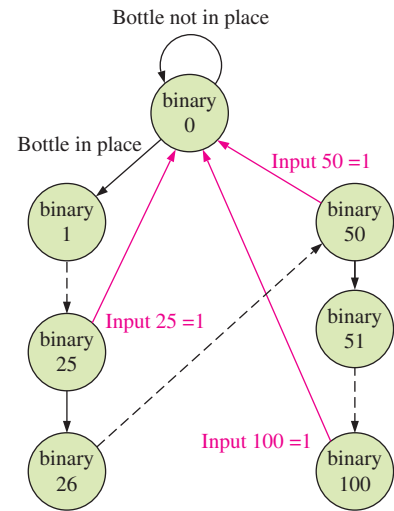 Bottle not in place
binary
0
Bottle in place
Input 50 =1
binary
1
binary
50
Input 25 =1
binary
25
binary
51
Input 100 =1
binary
26
binary
100